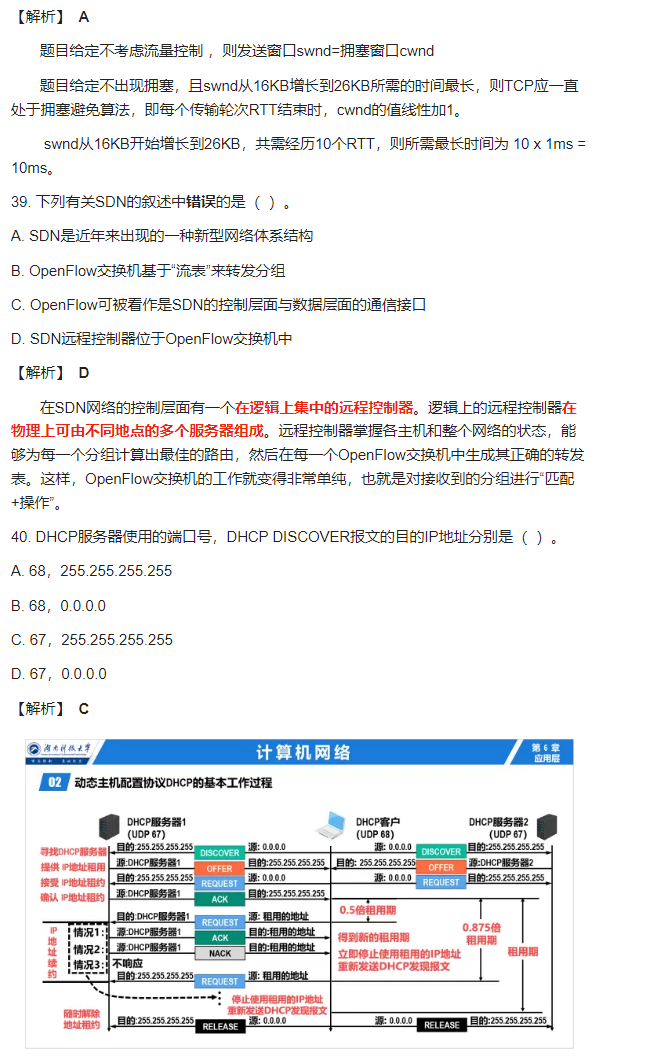 【解析】 A
题目给定不考虑流量控制 ，则发送窗口swnd=拥塞窗口cwnd
题目给定不出现拥塞，且swnd从16KB增长到26KB所需的时间最长，则TCP应一直
处于拥塞避免算法，即每个传输轮次RTT结束时，cwnd的值线性加1。
swnd从16KB开始增长到26KB，共需经历10个RTT，则所需最长时间为 10 x 1ms =
10ms。
39. 下列有关SDN的叙述中错误的是（ ）。
A. SDN是近年来出现的一种新型网络体系结构
B. OpenFlow交换机基于“流表”来转发分组
C. OpenFlow可被看作是SDN的控制层面与数据层面的通信接口
D. SDN远程控制器位于OpenFlow交换机中
【解析】 D
在SDN网络的控制层面有一个在逻辑上集中的远程控制器。逻辑上的远程控制器在
物理上可由不同地点的多个服务器组成。远程控制器掌握各主机和整个网络的状态，能
够为每一个分组计算出最佳的路由，然后在每一个OpenFlow交换机中生成其正确的转发
表。这样，OpenFlow交换机的工作就变得非常单纯，也就是对接收到的分组进行“匹配
+操作”。
40. DHCP服务器使用的端口号，DHCP DISCOVER报文的目的IP地址分别是（ ）。
A. 68，255.255.255.255
B. 68，0.0.0.0
C. 67，255.255.255.255
D. 67，0.0.0.0
【解析】 C
湖南科技大学 计算机网络 第 6 章
应用层
02 动态主机配置协议DHCP的基本工作过程
DHCP服务器1 DHCP客户 DHCP服务器2
(UDP 67) (UDP 68) (UDP 67)
寻找DHCP服务器 目的:255.255.255.255 DISCOVER 源: 0.0.0.0 源: 0.0.0.0 DISCOVER 目的:255.255.255.255
提供 IP地址租用 源:DHCP服务器1 OFFER 目的:255.255.255.255 目的: 255.255.255.255 OFFER 源:DHCP服务器2
接受 IP地址租约 目的:255.255.255.255 REQUEST 源: 0.0.0.0 源: 0.0.0.0 REQUEST 目的:255.255.255.255
确认 IP地址租约 源:DHCP服务器1 ACK 目的:255.255.255.255
0.5倍租用期
IP地址续约
情况1: 目的:DHCP服务器1 REQUEST 源: 租用的地址
源:DHCP服务器1 ACK 目的:租用的地址 得到新的租用期
0.875倍
租用期
租用期
情况2: 源:DHCP服务器1 NACK 目的:租用的地址 立即停止使用租用的IP地址
重新发送DHCP发现报文
情况3: 不响应
目的:255.255.255.255 REQUEST 源: 租用的地址
停止使用租用的IP地址
重新发送DHCP发现报文
随时解除
地址租约
目的:255.255.255.255 RELEASE 源: 0.0.0.0 源: 0.0.0.0 RELEASE 目的:255.255.255.255